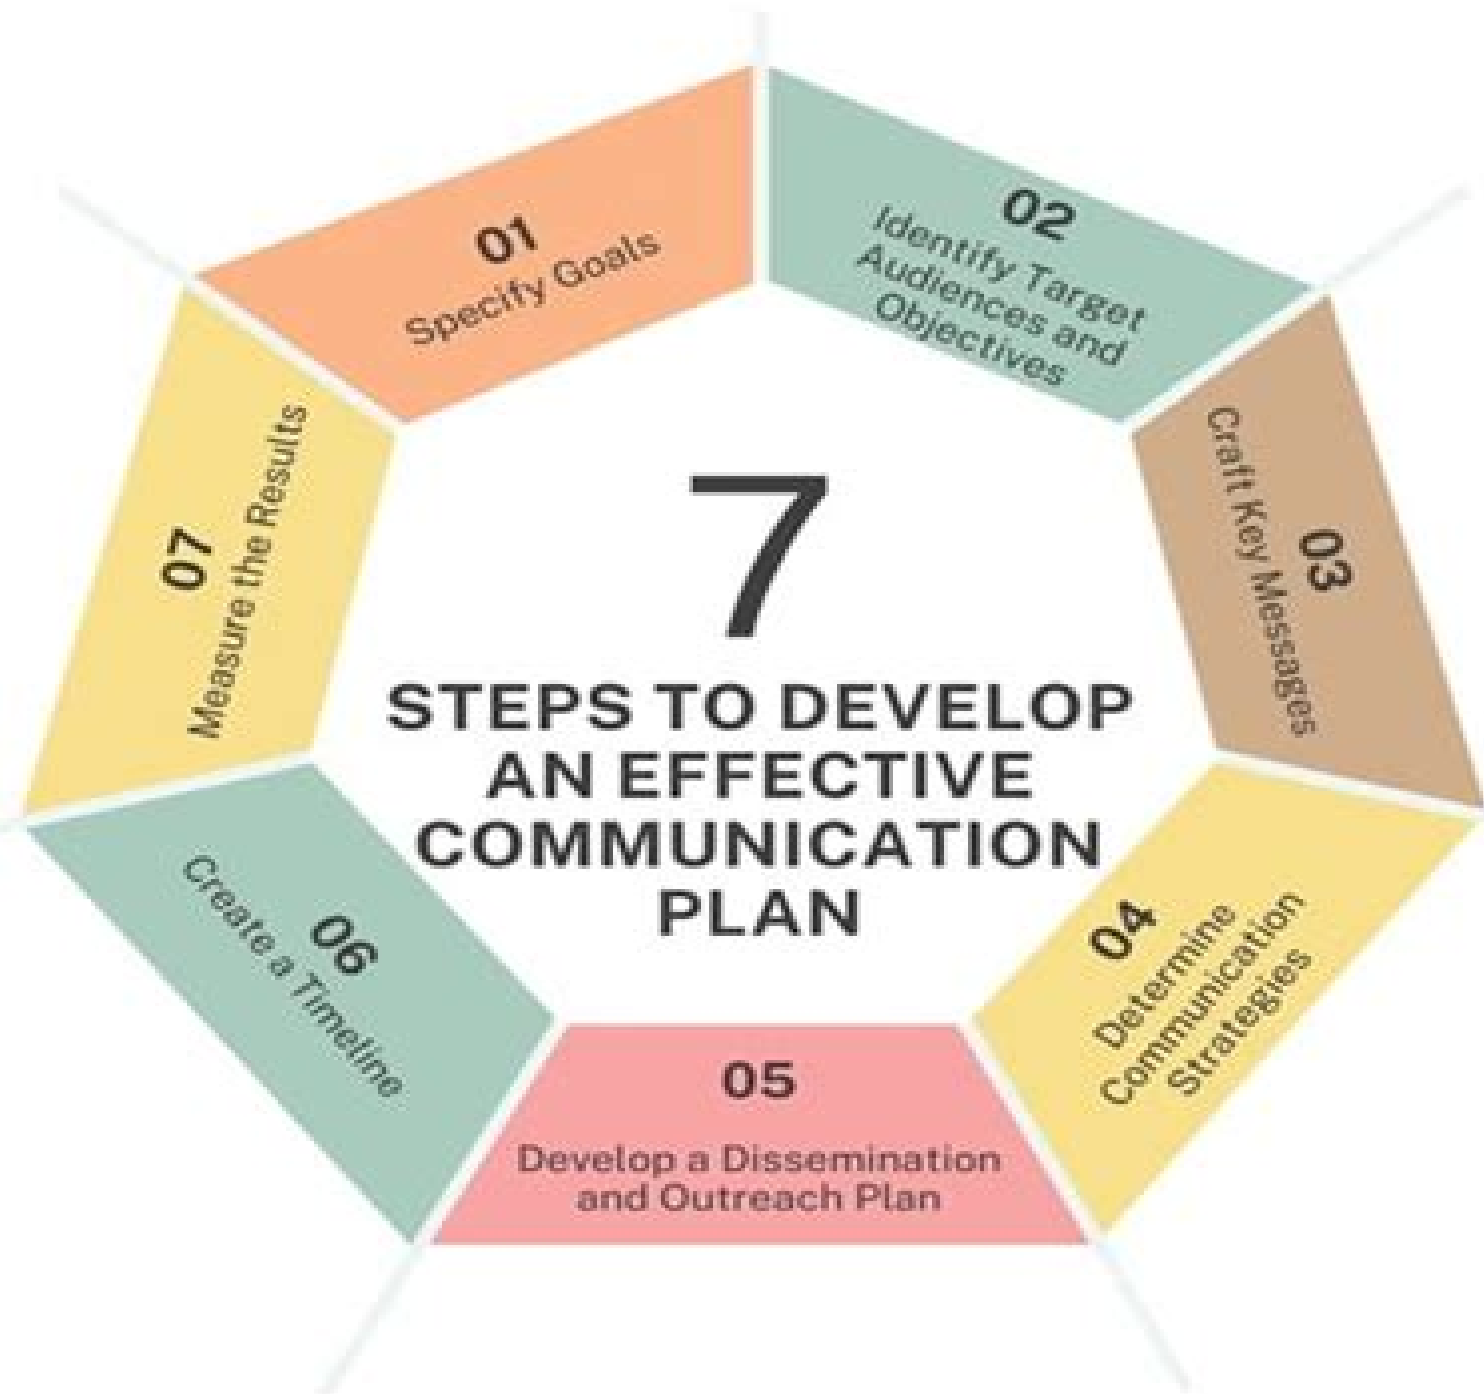 7
STEPS TO DEVELOP
AN EFFECTIVE
COMMUNICATION
PLAN
01
Specify Goals
02
Identify Target
Audiences and
Objectives
03
Craft Key Messages
04
Determine
Communication
Strategies
05
Develop a Dissemination
and Outreach Plan
06
Create a Timeline
07
Measure the Results